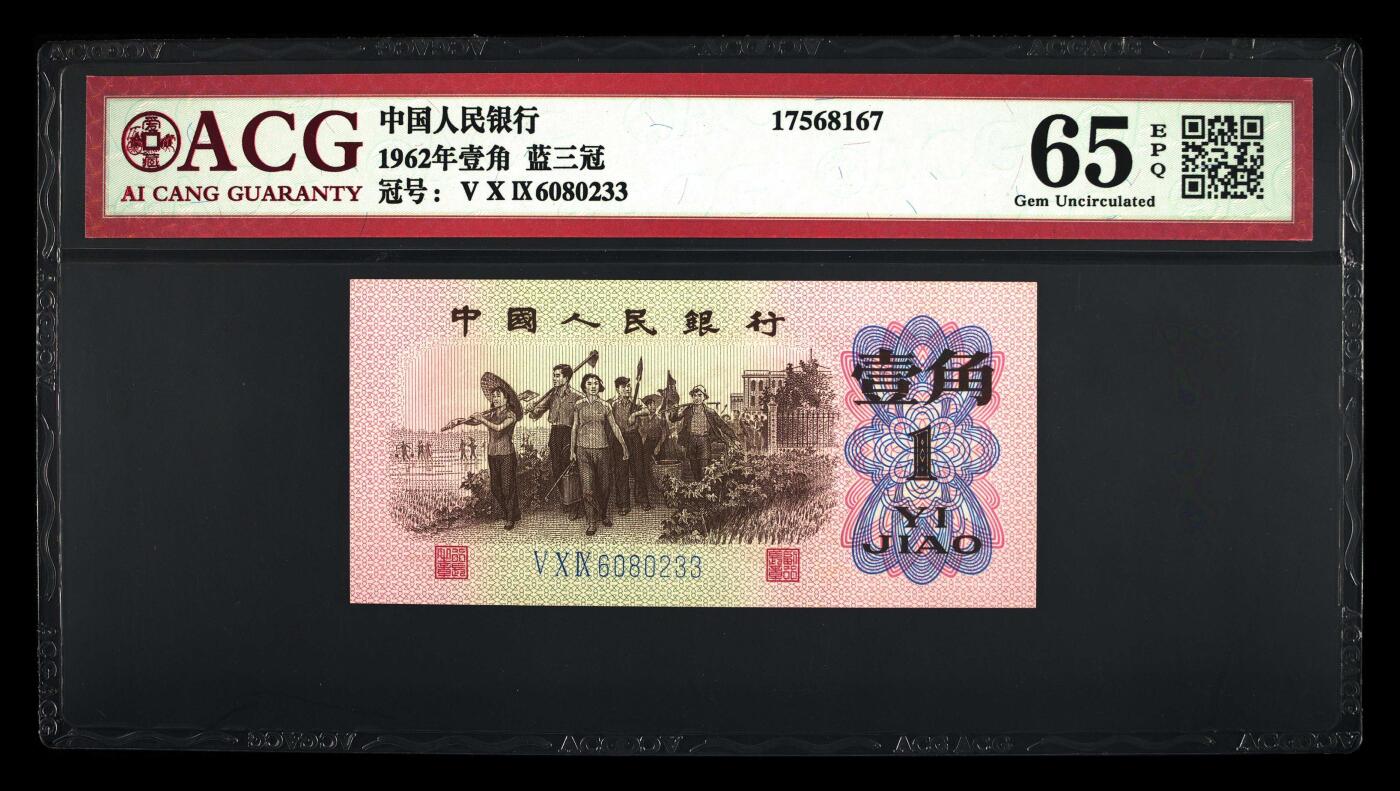 ACG
AI CANG GUARANTY
中国人民银行
1962年壹角 蓝三冠
冠号：ⅤⅩⅨ6080233
17568167
65
EPQ
Gem Uncirculated
中國人民銀行
壹角
1
YI
JIAO
ⅤⅩⅨ6080233